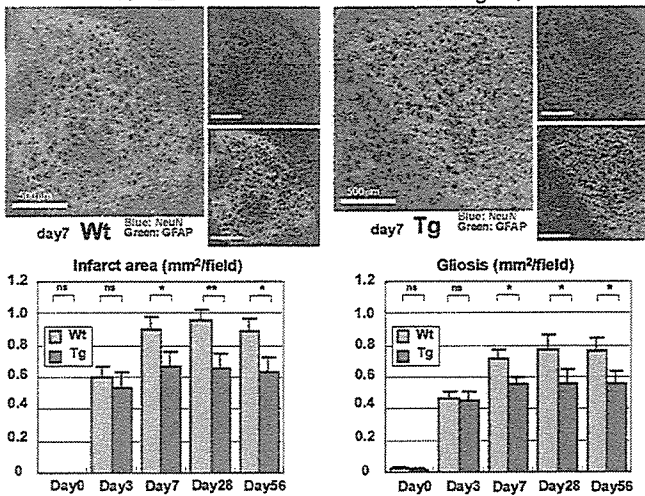 500μm
day7 Wt Blue: NeuN
Green: GFAP
500μm
day7 Tg Blue: NeuN
Green: GFAP
Infarct area (mm²/field)
1.2
1.0
0.8
0.6
0.4
0.2
0
ns
ns
*
**
*
Wt
Tg
Day0 Day3 Day7 Day28 Day56
Gliosis (mm²/field)
1.2
1.0
0.8
0.6
0.4
0.2
0
ns
ns
*
*
*
Wt
Tg
Day0 Day3 Day7 Day28 Day56